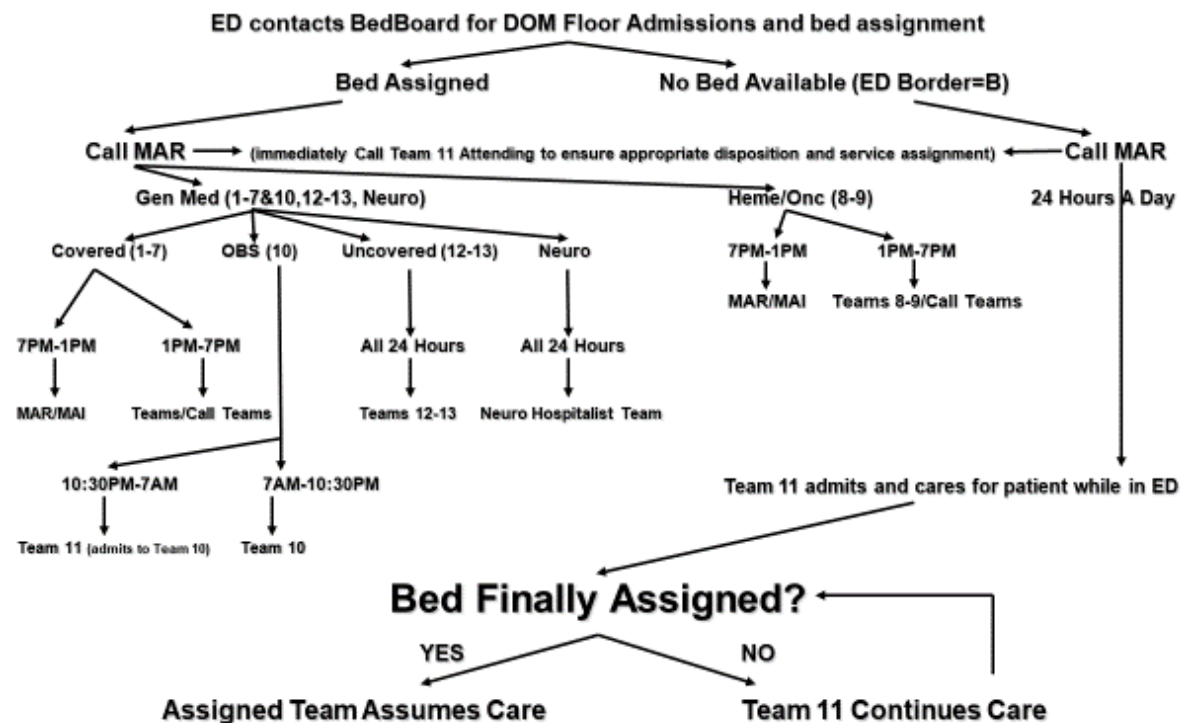 ED contacts BedBoard for DOM Floor Admissions and bed assignment
Bed Assigned
No Bed Available (ED Border=B)
Call MAR
(immediately Call Team 11 Attending to ensure appropriate disposition and service assignment)
Call MAR
Gen Med (1-7&10,12-13, Neuro)
Heme/Onc (8-9)
24 Hours A Day
Covered (1-7)
OBS (10)
Uncovered (12-13)
Neuro
7PM-1PM
1PM-7PM
MAR/MAI
Teams 8-9/Call Teams
7PM-1PM
1PM-7PM
All 24 Hours
All 24 Hours
MAR/MAI
Teams/Call Teams
Teams 12-13
Neuro Hospitalist Team
10:30PM-7AM
7AM-10:30PM
Team 11 admits and cares for patient while in ED
Team 11 (admits to Team 10)
Team 10
Bed Finally Assigned?
YES
NO
Assigned Team Assumes Care
Team 11 Continues Care